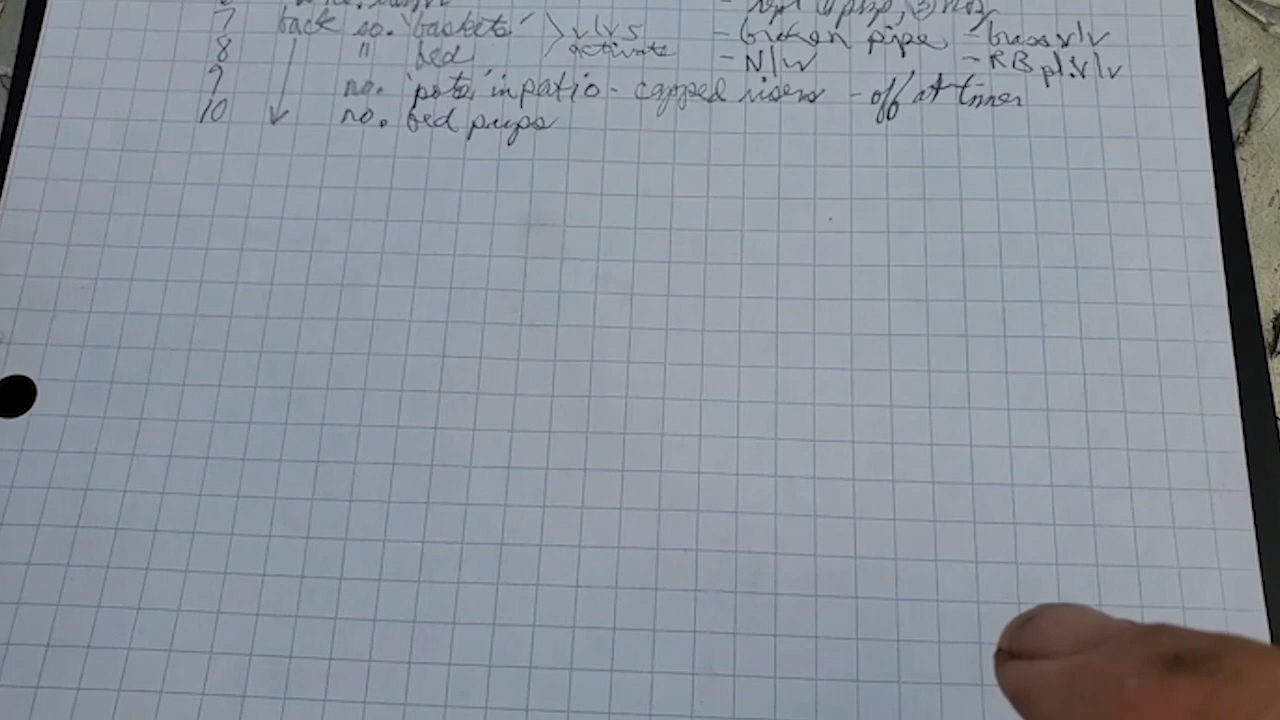 7 back so. 'baskets' vlvs - broken pipe - brass vlv
8 " bed activate - N/W - RB pl. vlv
9 no. 'pots' in patio - capped risers - off at timer
10 no. bed